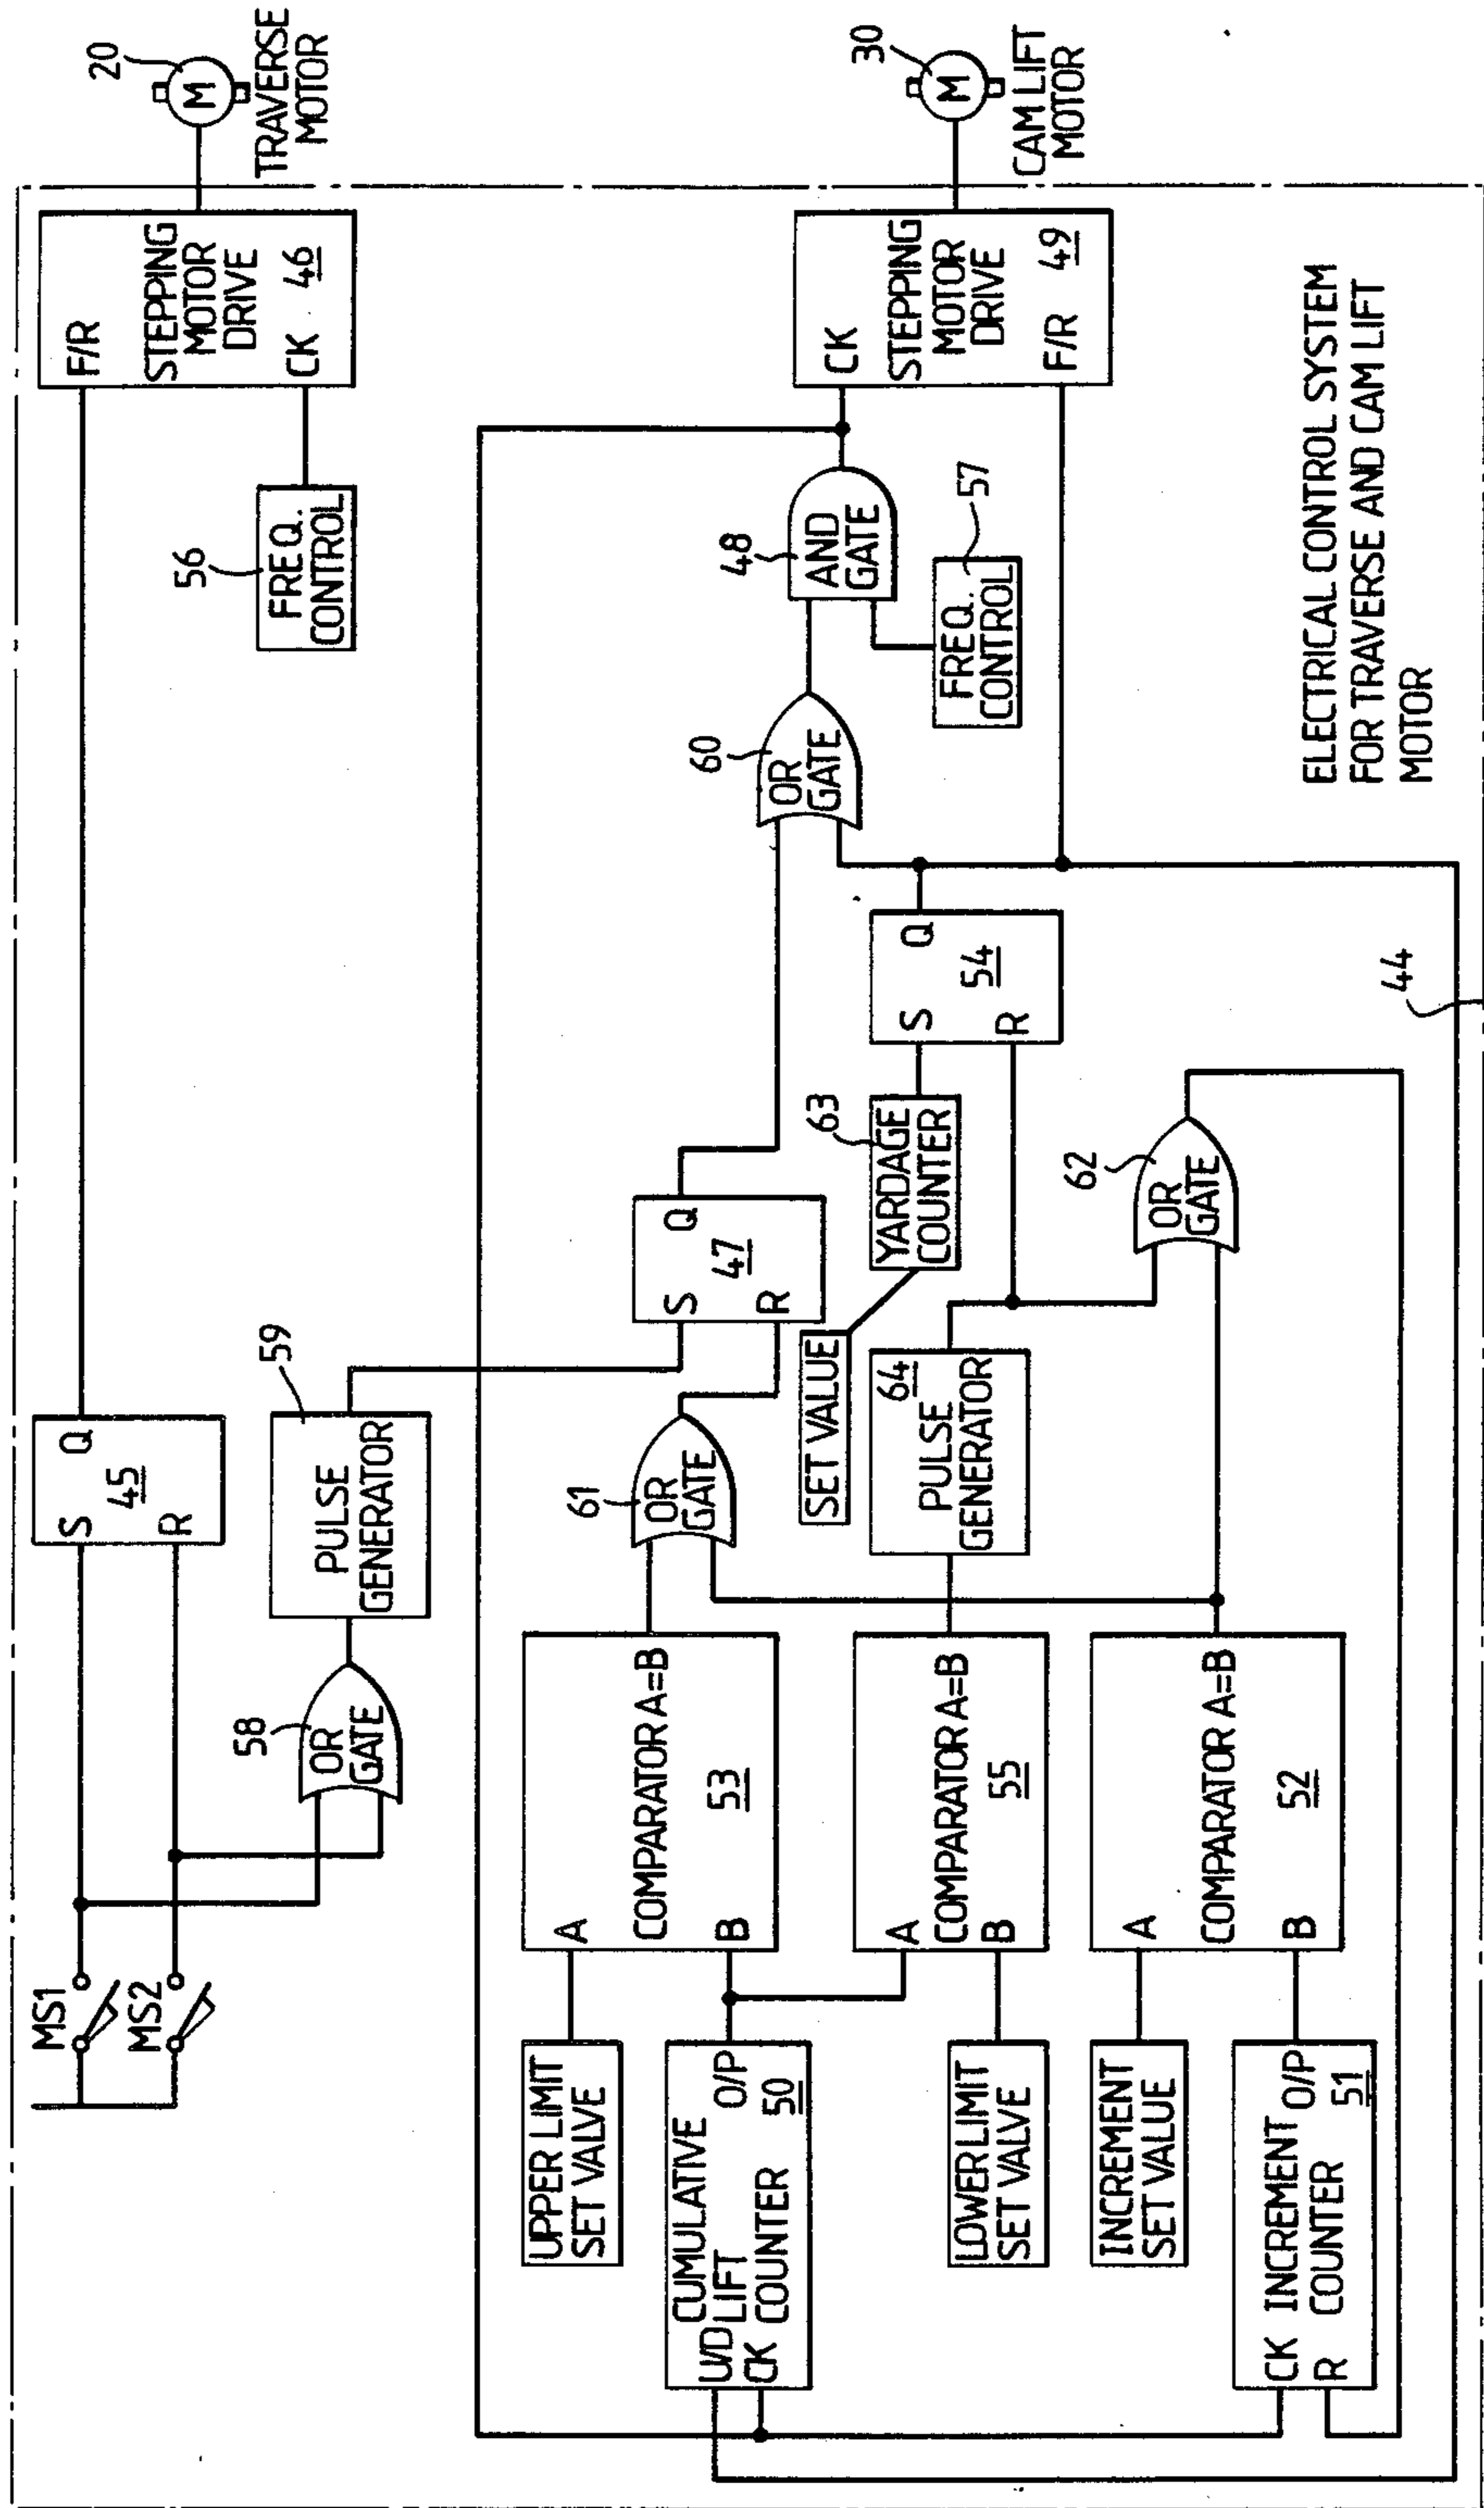 MS1
MS2
S
Q
45
R
58
OR
GATE
59
PULSE
GENERATOR
56
FREQ.
CONTROL
F/R
STEPPING
MOTOR
DRIVE
CK
46
20
M
TRAVERSE
MOTOR
UPPER LIMIT
SET VALVE
CUMULATIVE
U/D LIFT
O/P
CK COUNTER
50
LOWER LIMIT
SET VALVE
INCREMENT
SET VALUE
CK INCREMENT O/P
R
COUNTER
51
A
COMPARATOR A=B
B
53
A
COMPARATOR A=B
B
55
A
COMPARATOR A=B
B
52
61
OR
GATE
S
Q
47
R
SET VALUE
63
YARDAGE
COUNTER
64
PULSE
GENERATOR
62
OR
GATE
S
Q
R
54
60
OR
GATE
48
AND
GATE
57
FREQ.
CONTROL
CK
STEPPING
MOTOR
DRIVE
F/R
49
30
M
CAM LIFT
MOTOR
44
ELECTRICAL CONTROL SYSTEM
FOR TRAVERSE AND CAM LIFT
MOTOR